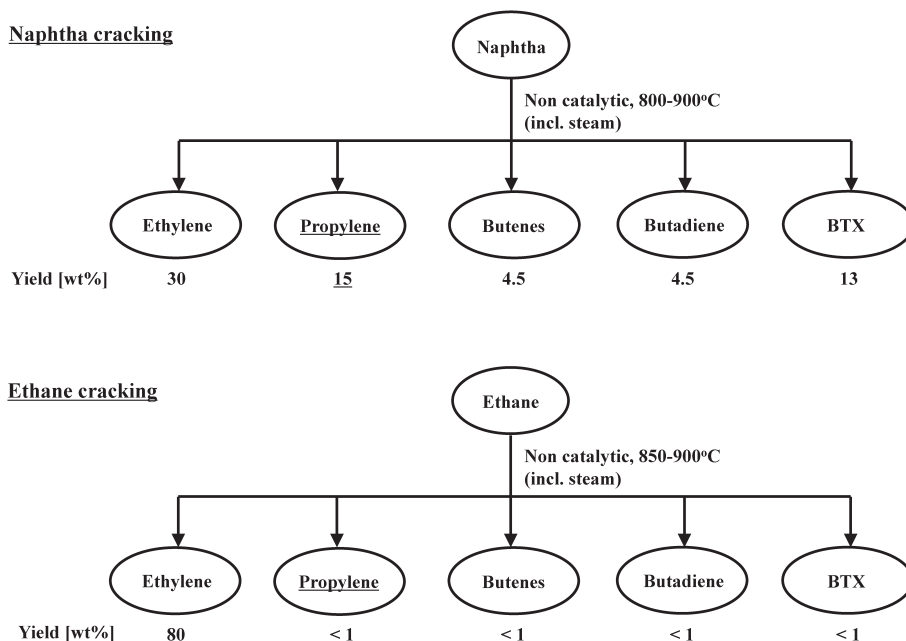 Naphtha cracking
Naphtha
Non catalytic, 800-900°C
(incl. steam)
Ethylene Propylene Butenes Butadiene BTX
Yield [wt%] 30 15 4.5 4.5 13
Ethane cracking
Ethane
Non catalytic, 850-900°C
(incl. steam)
Ethylene Propylene Butenes Butadiene BTX
Yield [wt%] 80 < 1 < 1 < 1 < 1